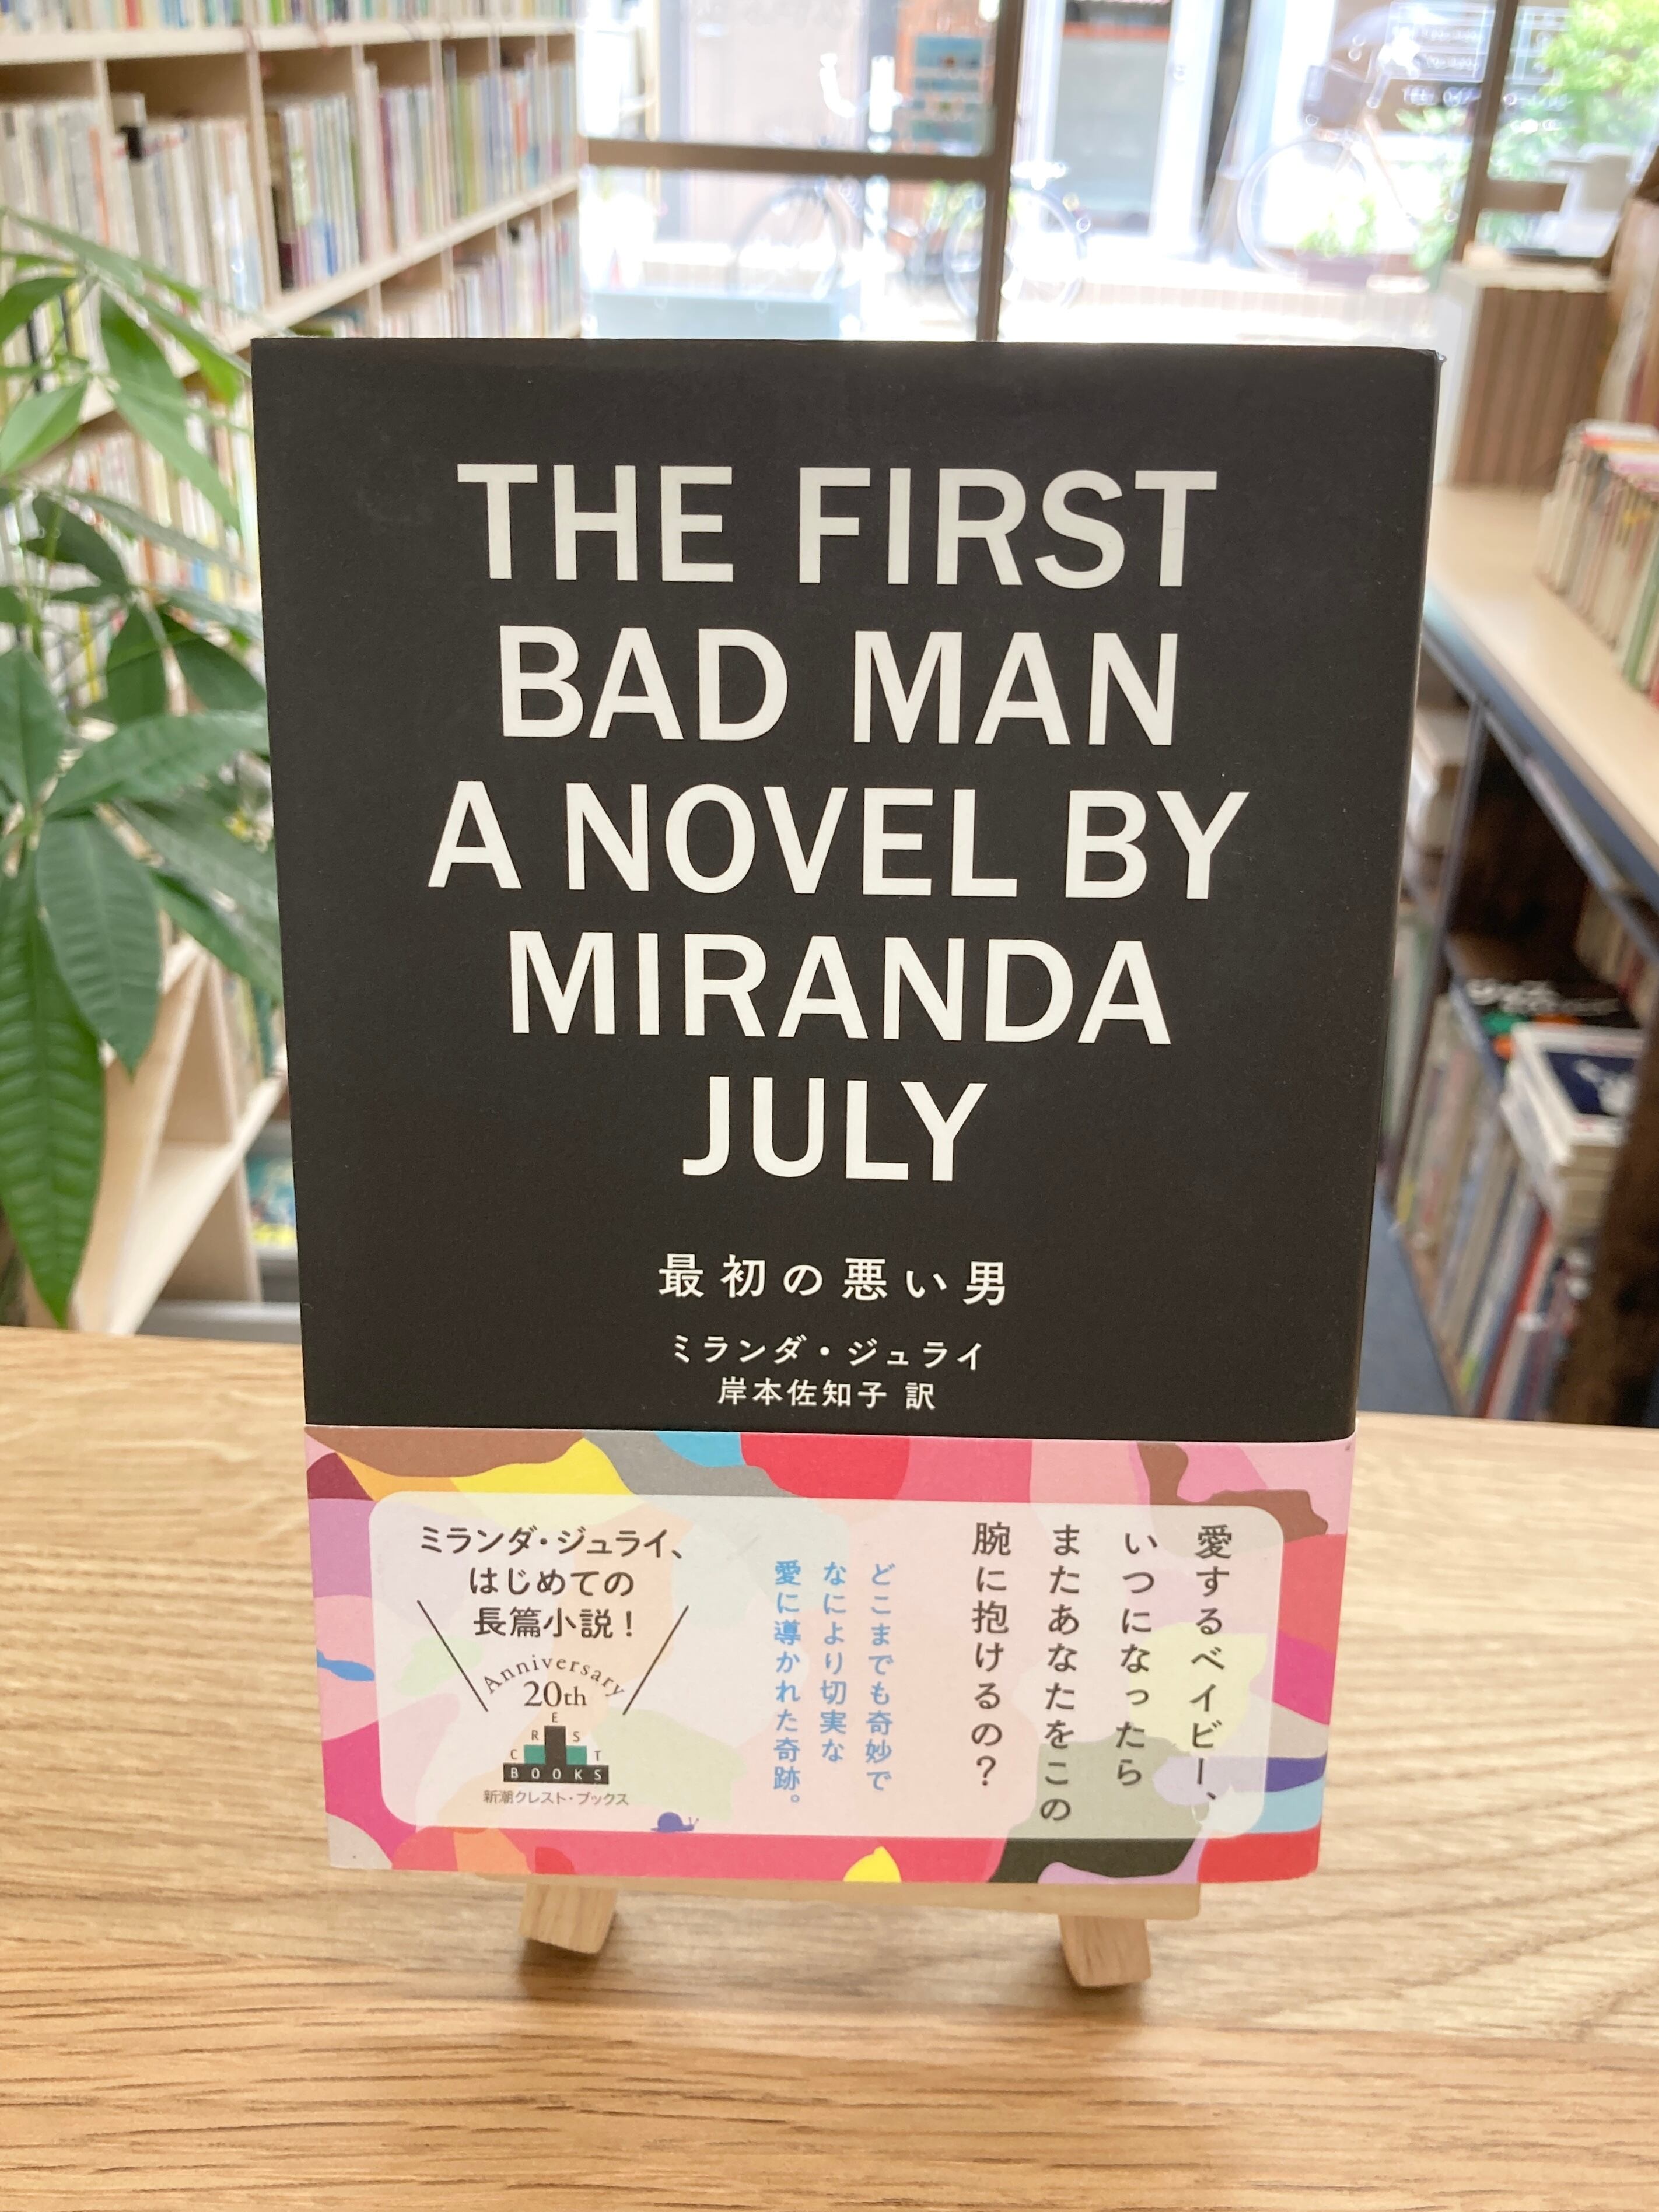 THE FIRST
BAD MAN
A NOVEL BY
MIRANDA
JULY
最初の悪い男
ミランダ・ジュライ
岸本佐知子 訳
愛するベイビー、
いつになったら
またあなたをこの
腕に抱けるの？
どこまでも奇妙で
なにより切実な
愛に導かれた奇跡。
ミランダ・ジュライ、
はじめての
長篇小説！
Anniversary
20th
CREST
BOOKS
新潮クレスト・ブックス